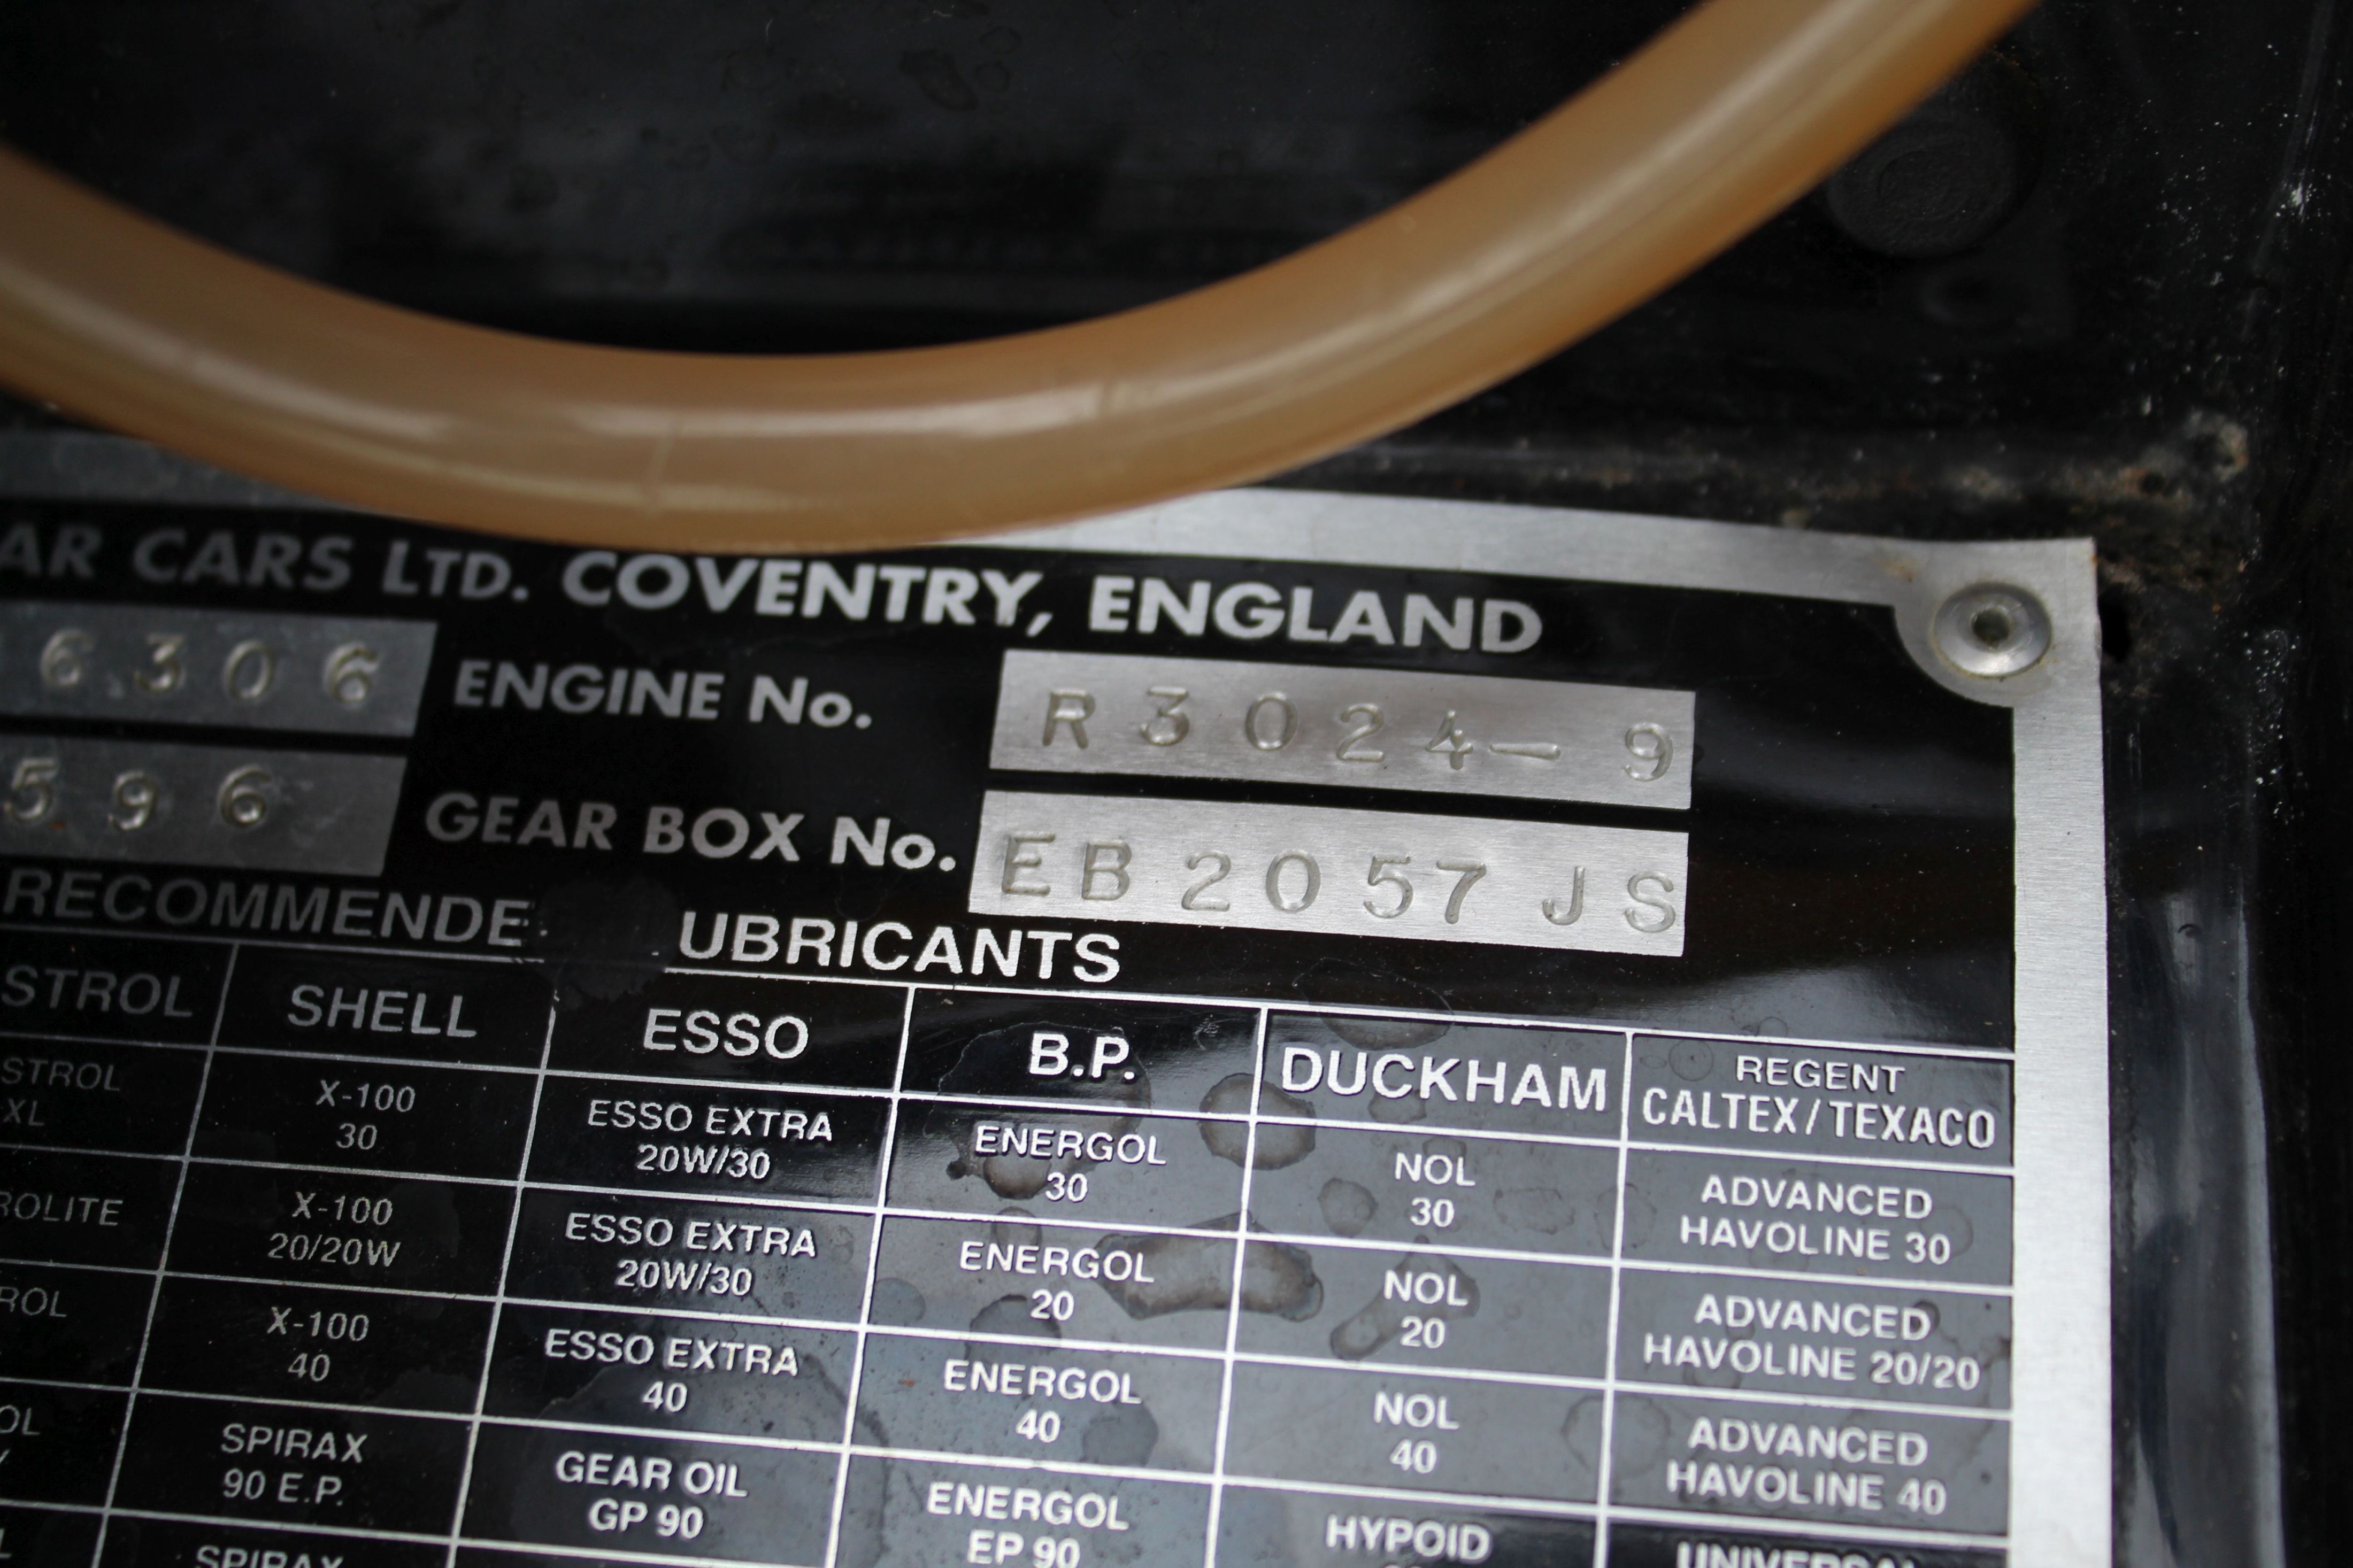 AR CARS LTD. COVENTRY, ENGLAND
6306 ENGINE No. R3024-9
596 GEAR BOX No. EB2057JS
RECOMMENDE UBRICANTS
STROL SHELL ESSO B.P. DUCKHAM REGENT CALTEX/TEXACO
STROL XL X-100 30 ESSO EXTRA 20W/30 ENERGOL 30 NOL 30 ADVANCED HAVOLINE 30
ROLITE X-100 20/20W ESSO EXTRA 20W/30 ENERGOL 20 NOL 20 ADVANCED HAVOLINE 20/20
ROL X-100 40 ESSO EXTRA 40 ENERGOL 40 NOL 40 ADVANCED HAVOLINE 40
OL SPIRAX 90 E.P. GEAR OIL GP 90 ENERGOL EP 90 HYPOID UNIVERSAL
SPIRAX